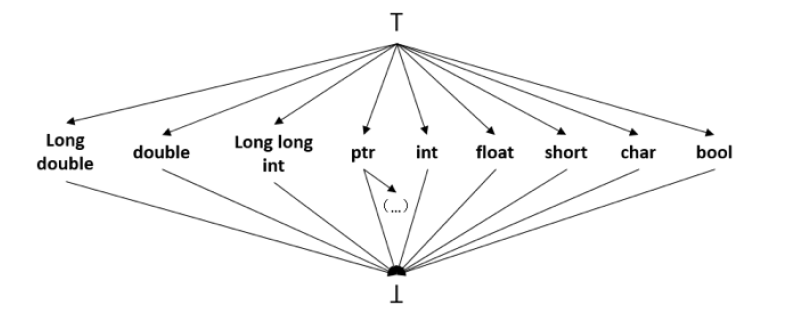 T
Long
double
double
Long long
int
ptr
int
float
short
char
bool
(...)
⊥